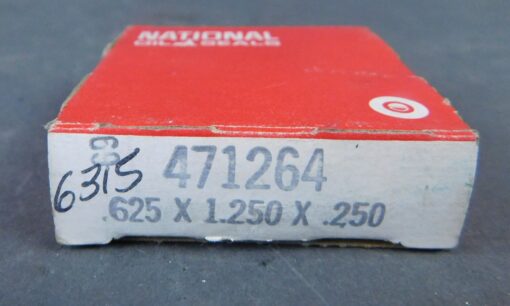 NATIONAL
OIL SEALS
471264
6315
.625 X 1.250 X .250